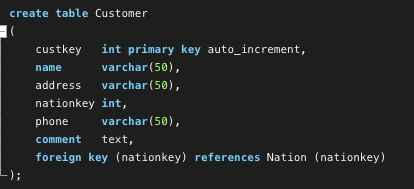 create table Customer
(
custkey int primary key auto_increment,
name varchar(50),
address varchar(50),
nationkey int,
phone varchar(50),
comment text,
foreign key (nationkey) references Nation (nationkey)
);